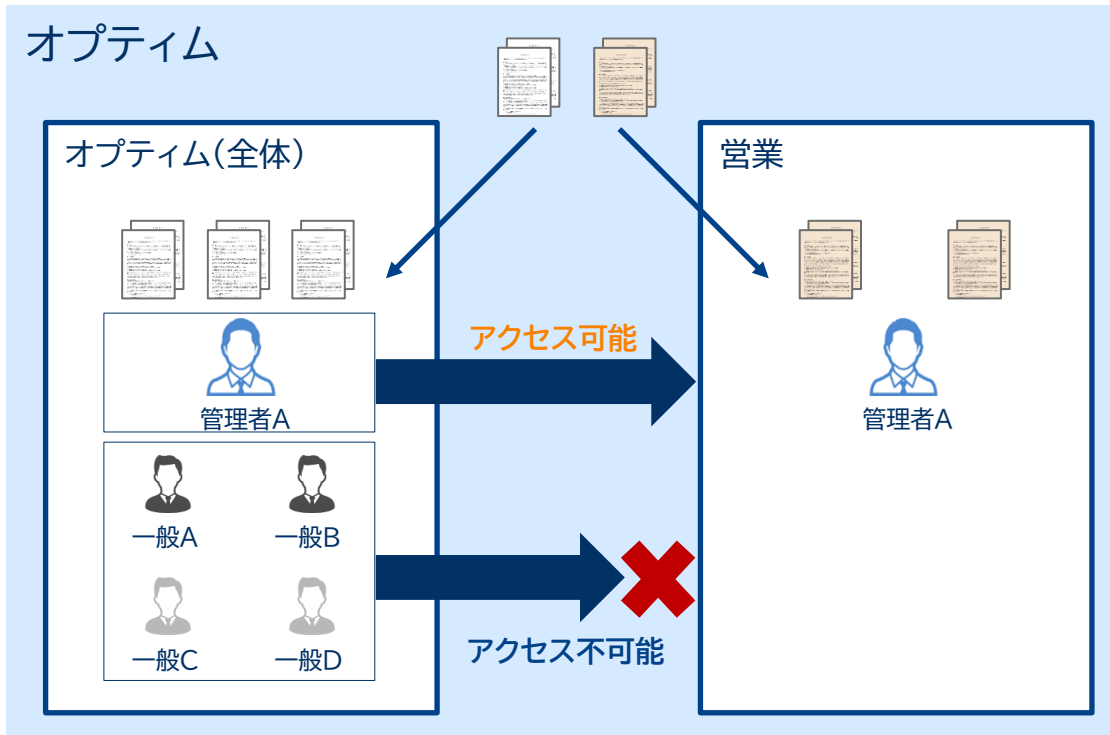 オプティム
オプティム(全体)
営業
アクセス可能
管理者A
管理者A
一般A
一般B
アクセス不可能
一般C
一般D